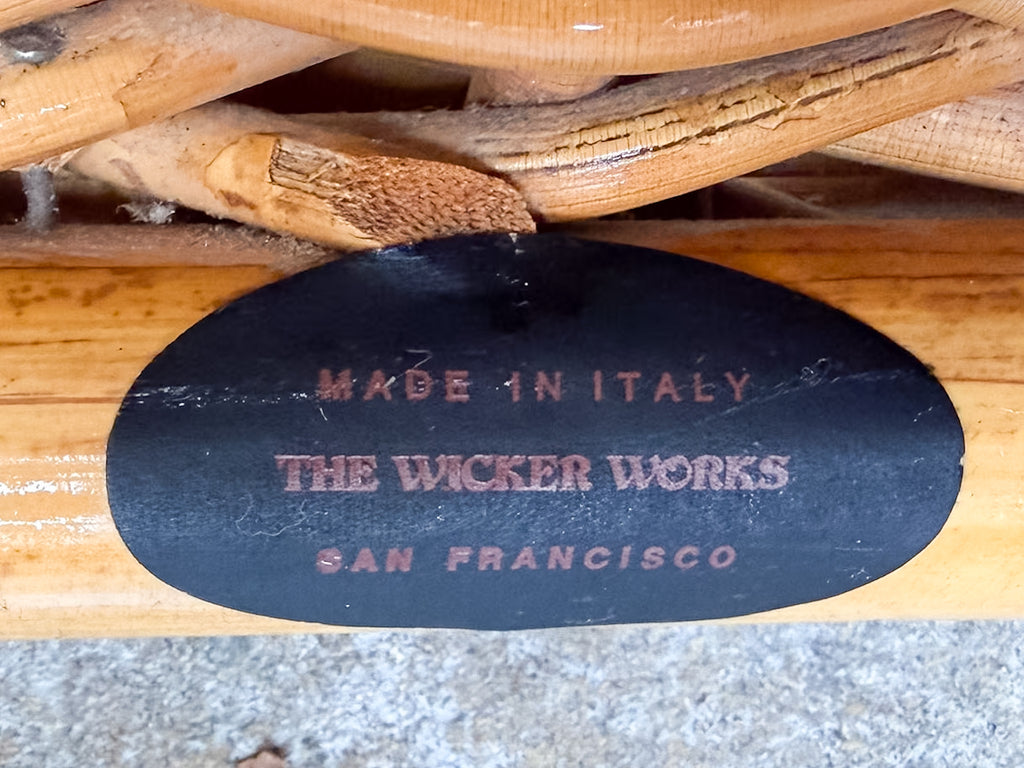 MADE IN ITALY
THE WICKER WORKS
SAN FRANCISCO